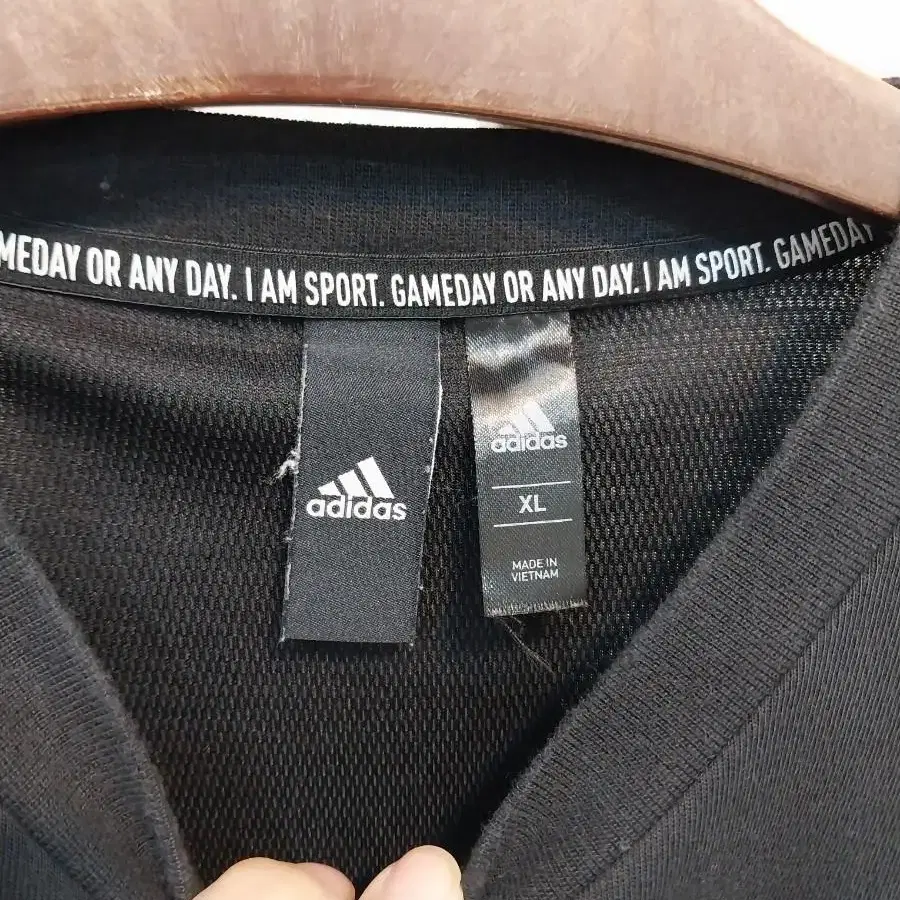 MEDAY OR ANY DAY. I AM SPORT. GAMEDAY OR ANY DAY. I AM SPORT. GAMEDAY
adidas
adidas
XL
MADE IN
VIETNAM